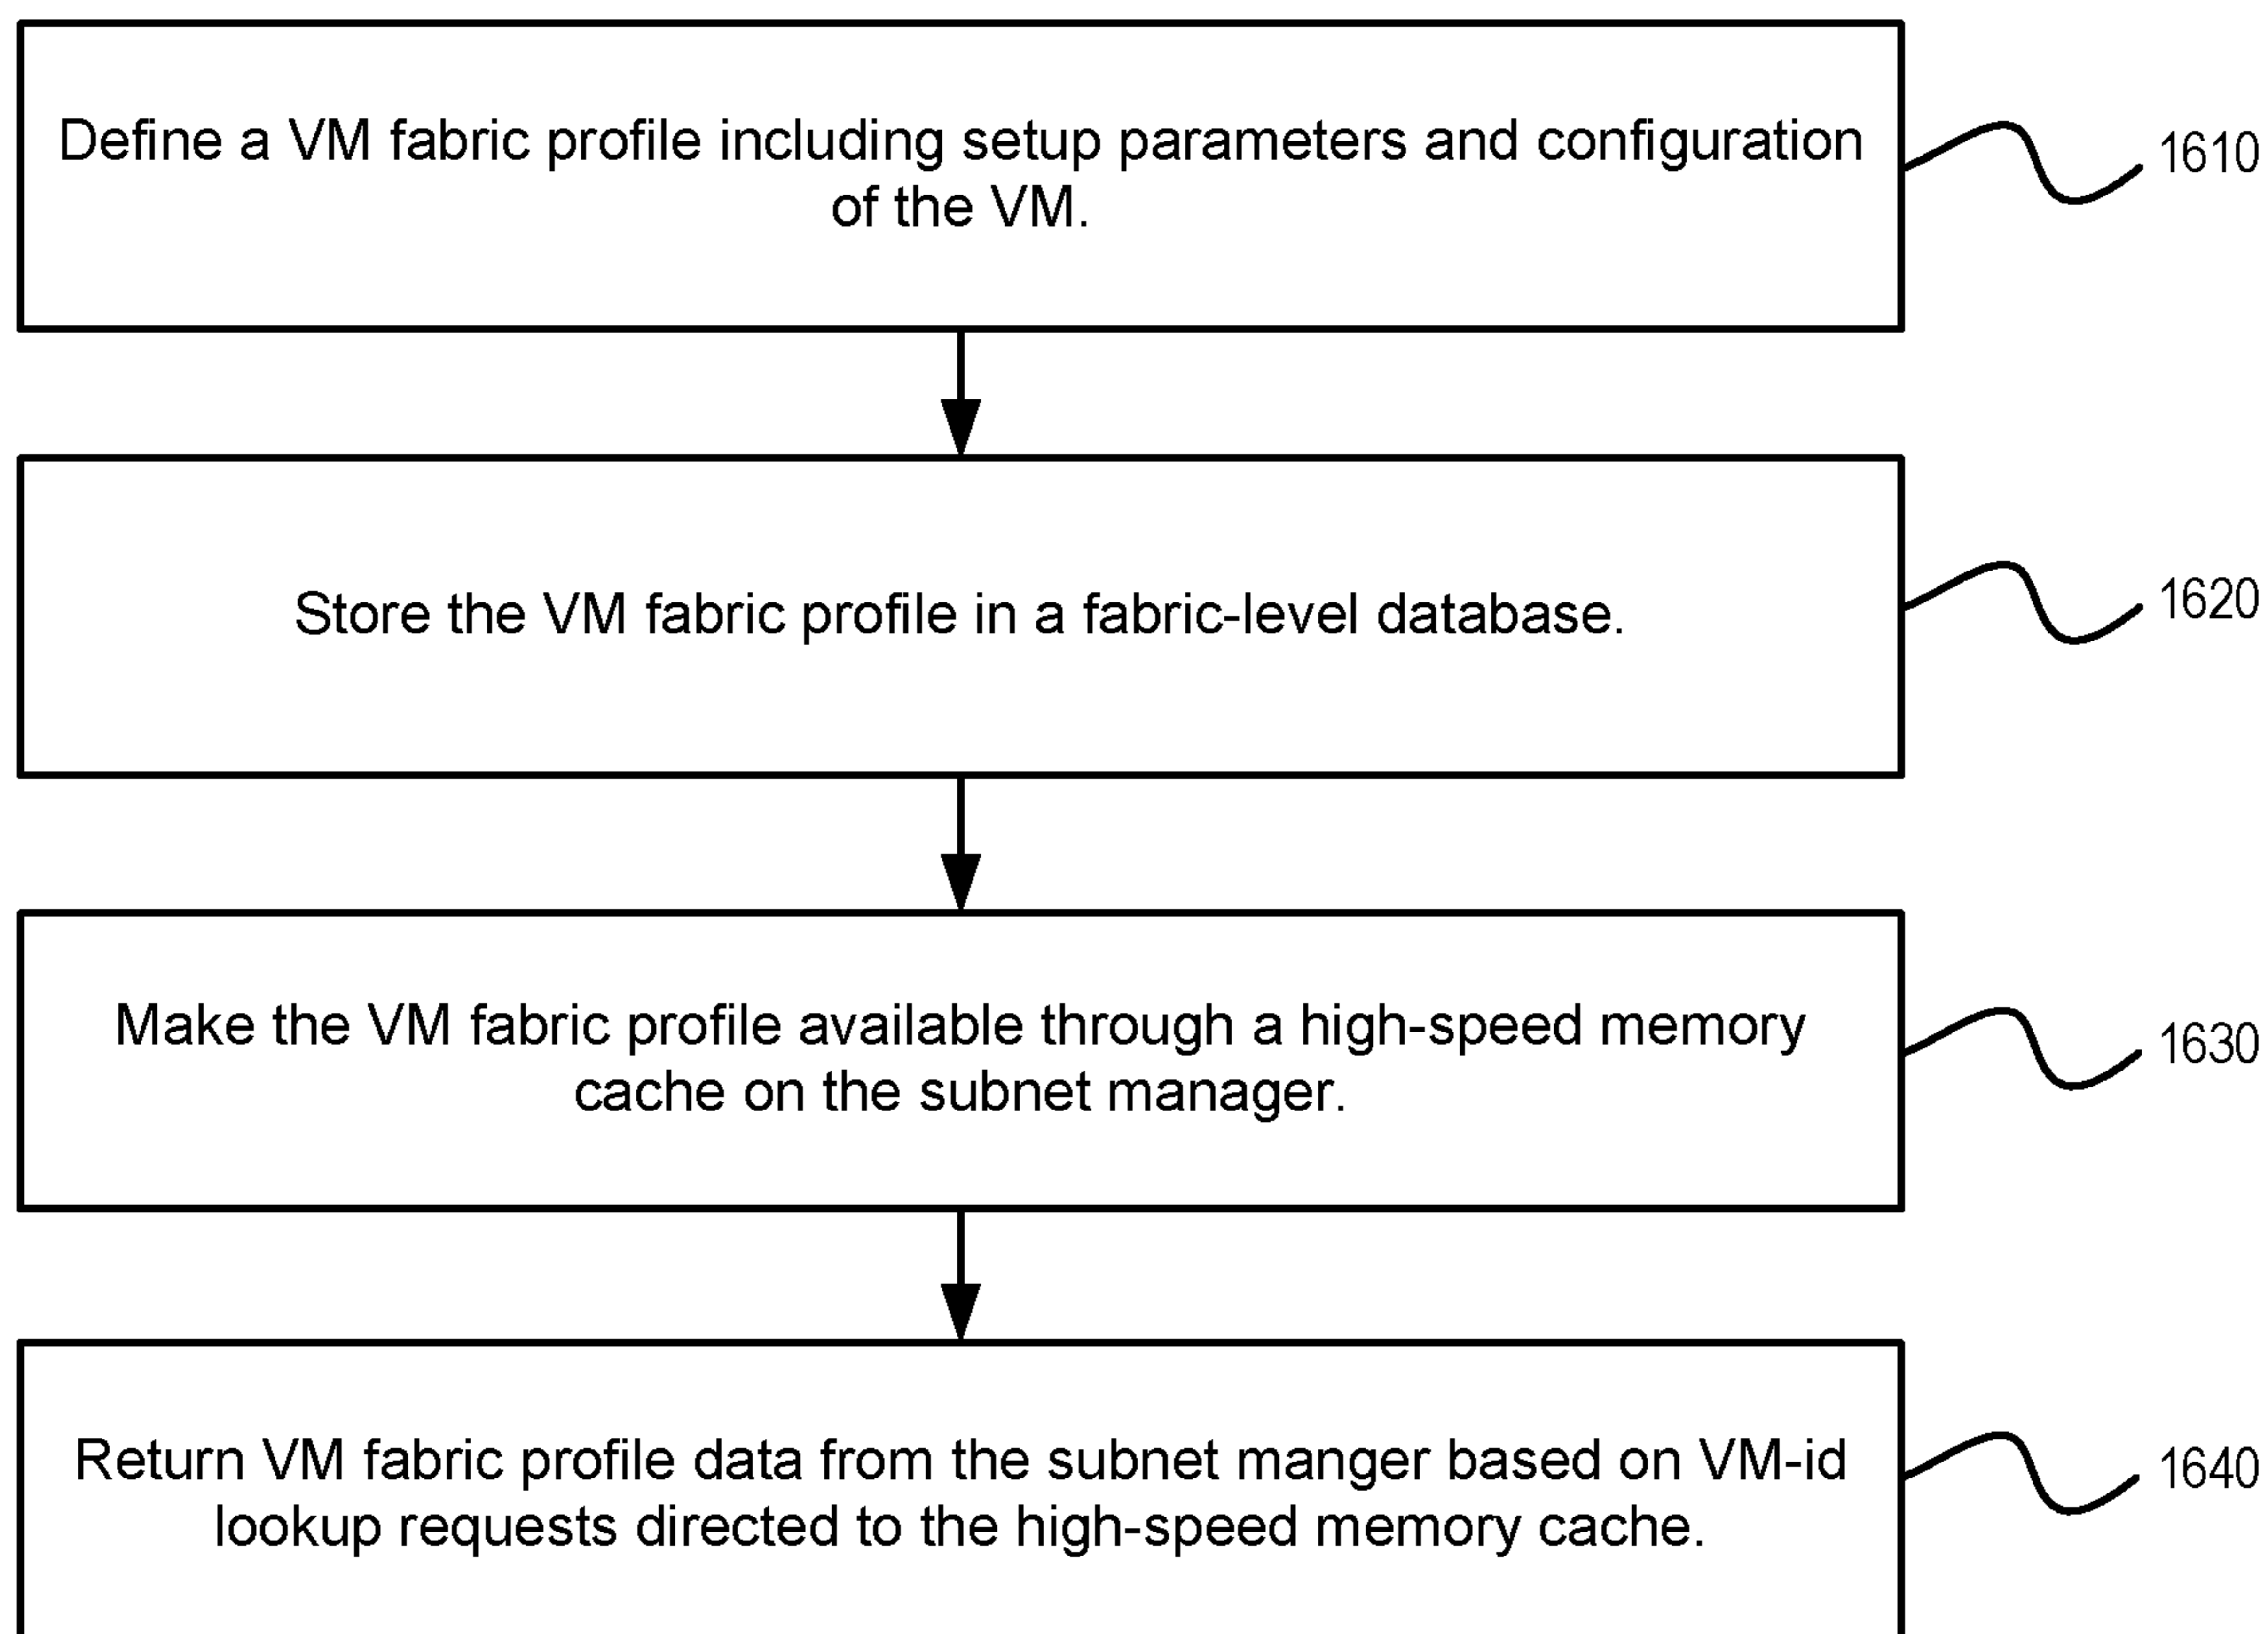 Define a VM fabric profile including setup parameters and configuration
of the VM.
1610
Store the VM fabric profile in a fabric-level database.
1620
Make the VM fabric profile available through a high-speed memory
cache on the subnet manager.
1630
Return VM fabric profile data from the subnet manger based on VM-id
lookup requests directed to the high-speed memory cache.
1640